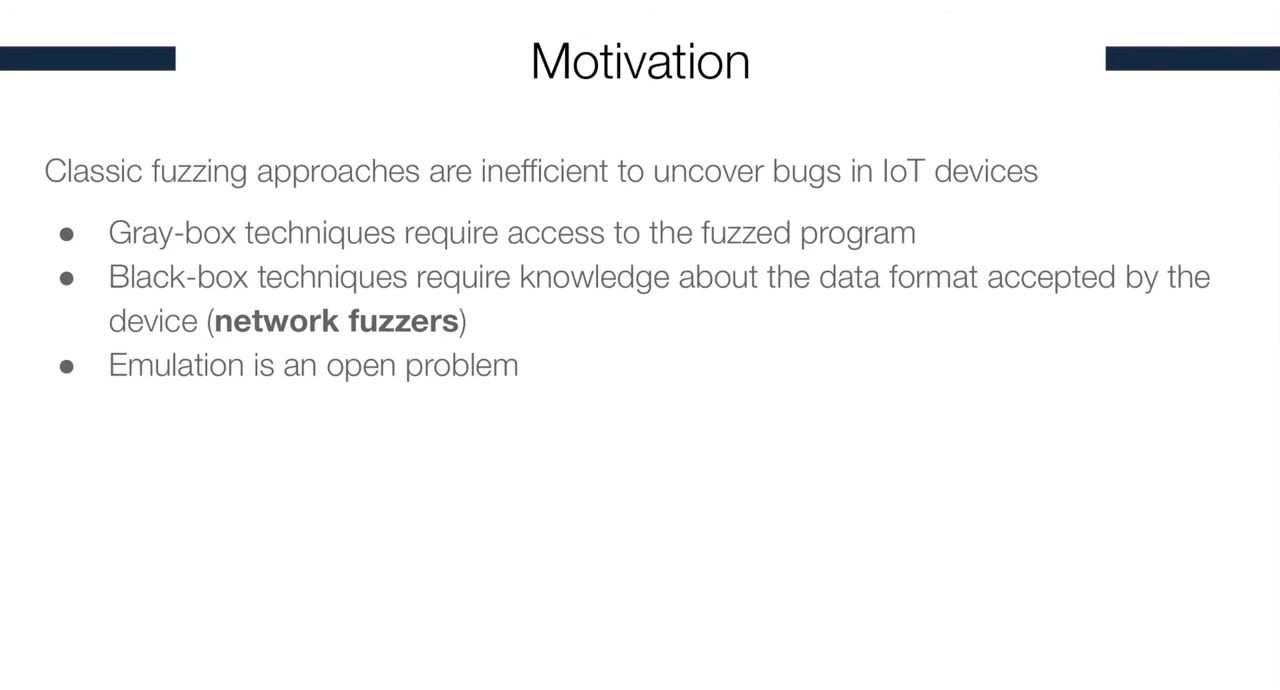 Motivation
Classic fuzzing approaches are inefficient to uncover bugs in IoT devices
● Gray-box techniques require access to the fuzzed program
● Black-box techniques require knowledge about the data format accepted by the
device (network fuzzers)
● Emulation is an open problem